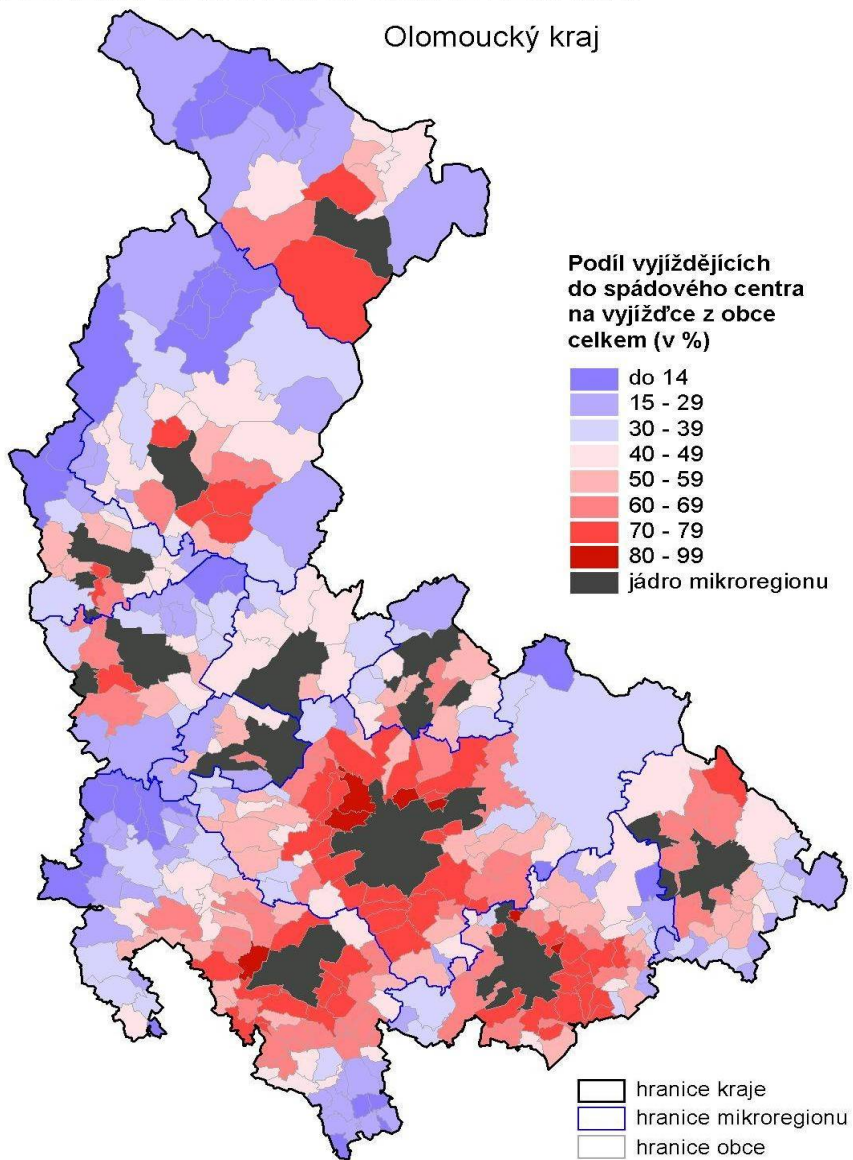 Olomoucký kraj
Podíl vyjíždějících
do spádového centra
na vyjížďce z obce
celkem (v %)
do 14
15 - 29
30 - 39
40 - 49
50 - 59
60 - 69
70 - 79
80 - 99
jádro mikroregionu
hranice kraje
hranice mikroregionu
hranice obce